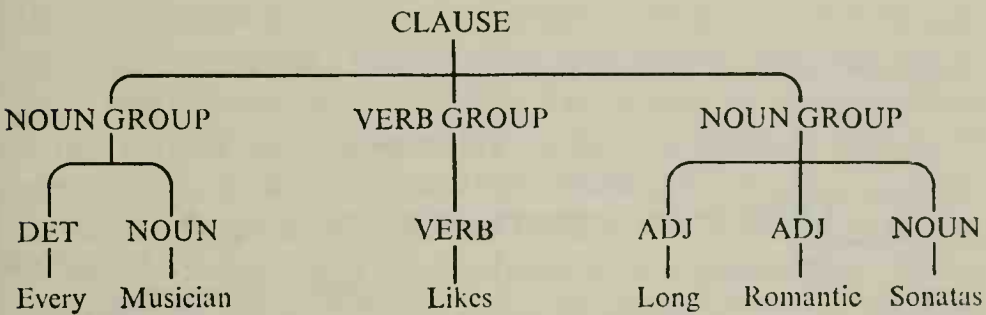 CLAUSE
NOUN GROUP VERB GROUP NOUN GROUP
DET NOUN VERB ADJ ADJ NOUN
Every Musician Likes Long Romantic Sonatas